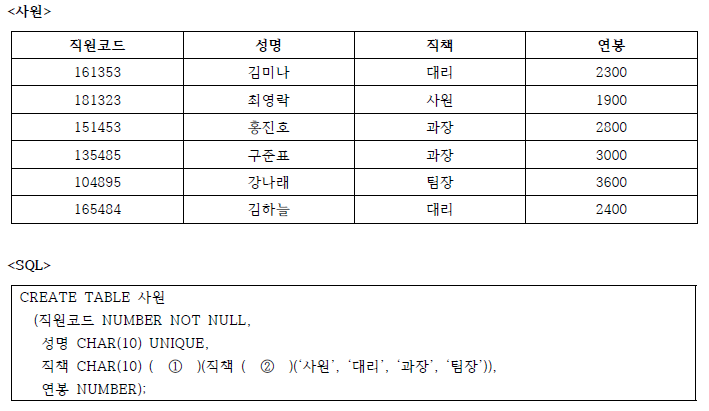 <사원>
직원코드 성명 직책 연봉
161353 김미나 대리 2300
181323 최영락 사원 1900
151453 홍진호 과장 2800
135485 구준표 과장 3000
104895 강나래 팀장 3600
165484 김하늘 대리 2400
<SQL>
CREATE TABLE 사원
(직원코드 NUMBER NOT NULL,
성명 CHAR(10) UNIQUE,
직책 CHAR(10) ( ① )(직책 ( ② )(‘사원’, ‘대리’, ‘과장’, ‘팀장’)),
연봉 NUMBER);